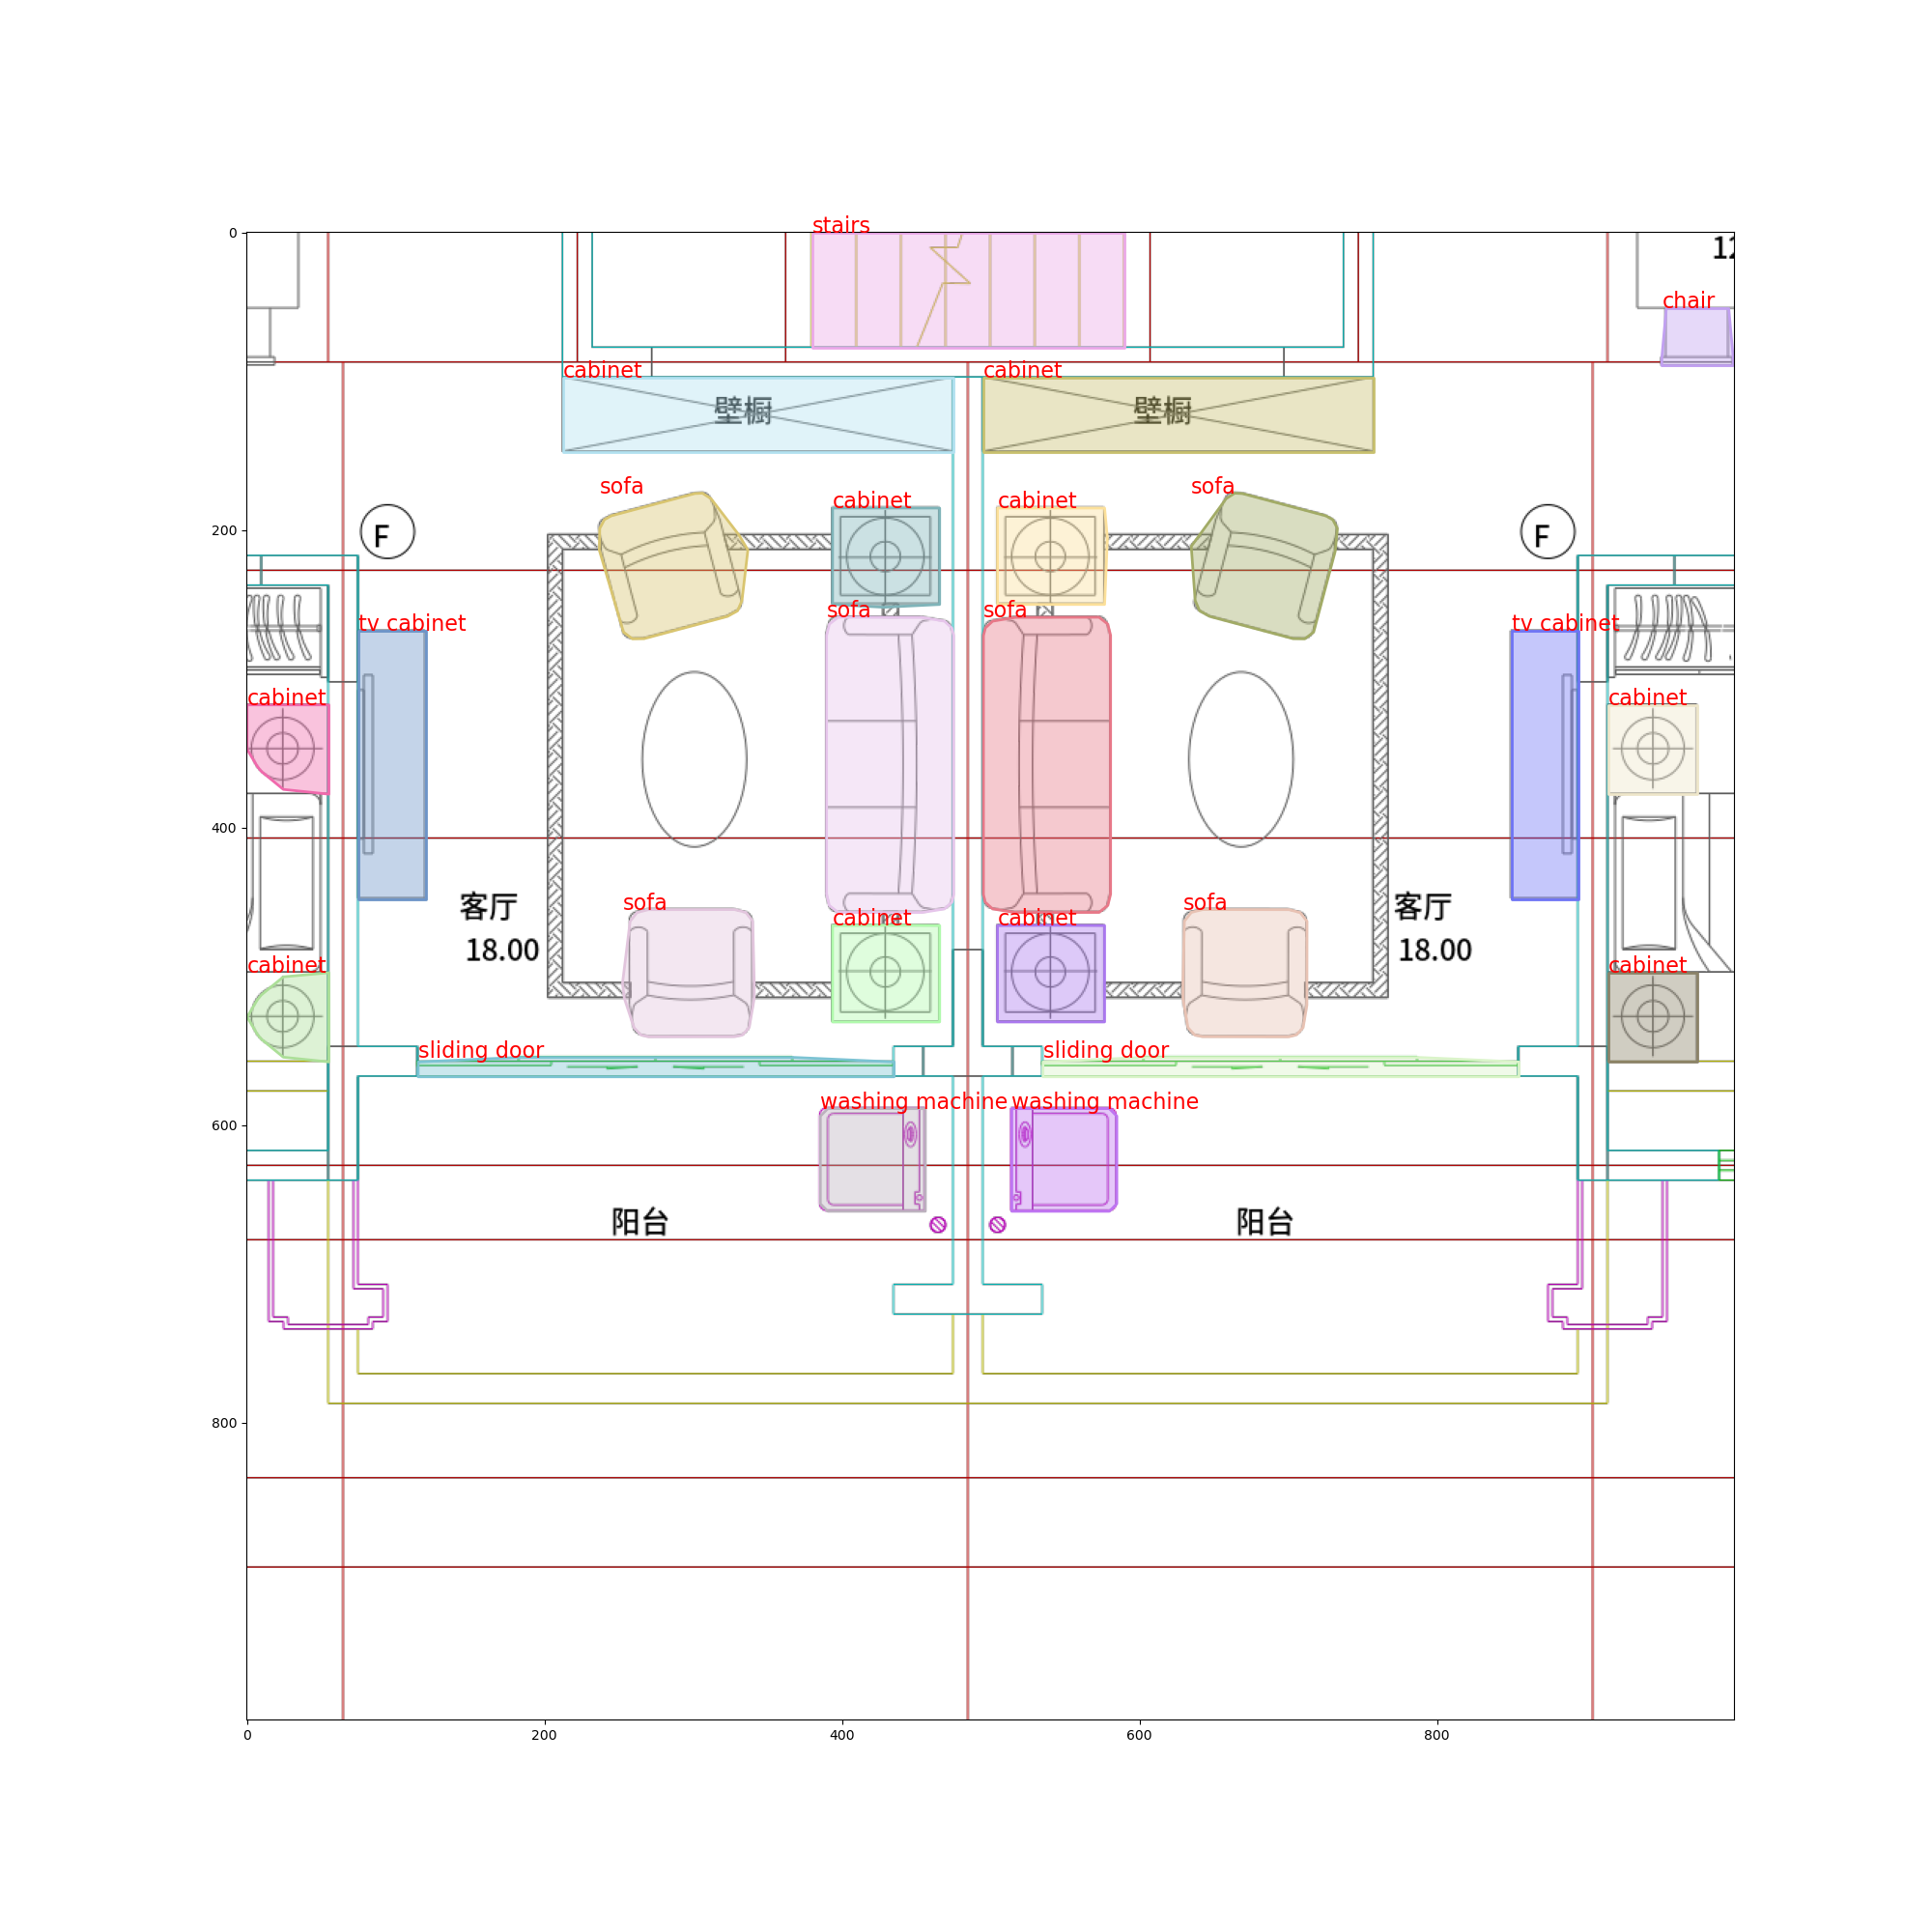 stairs
12
chair
0
cabinet
cabinet
壁橱
壁橱
sofa
sofa
cabinet
cabinet
200
F
F
sofa
sofa
tv cabinet
tv cabinet
cabinet
cabinet
400
客厅
18.00
客厅
18.00
sofa
sofa
cabinet
cabinet
cabinet
cabinet
sliding door
sliding door
washing machine
washing machine
600
阳台
阳台
800
0
200
400
600
800